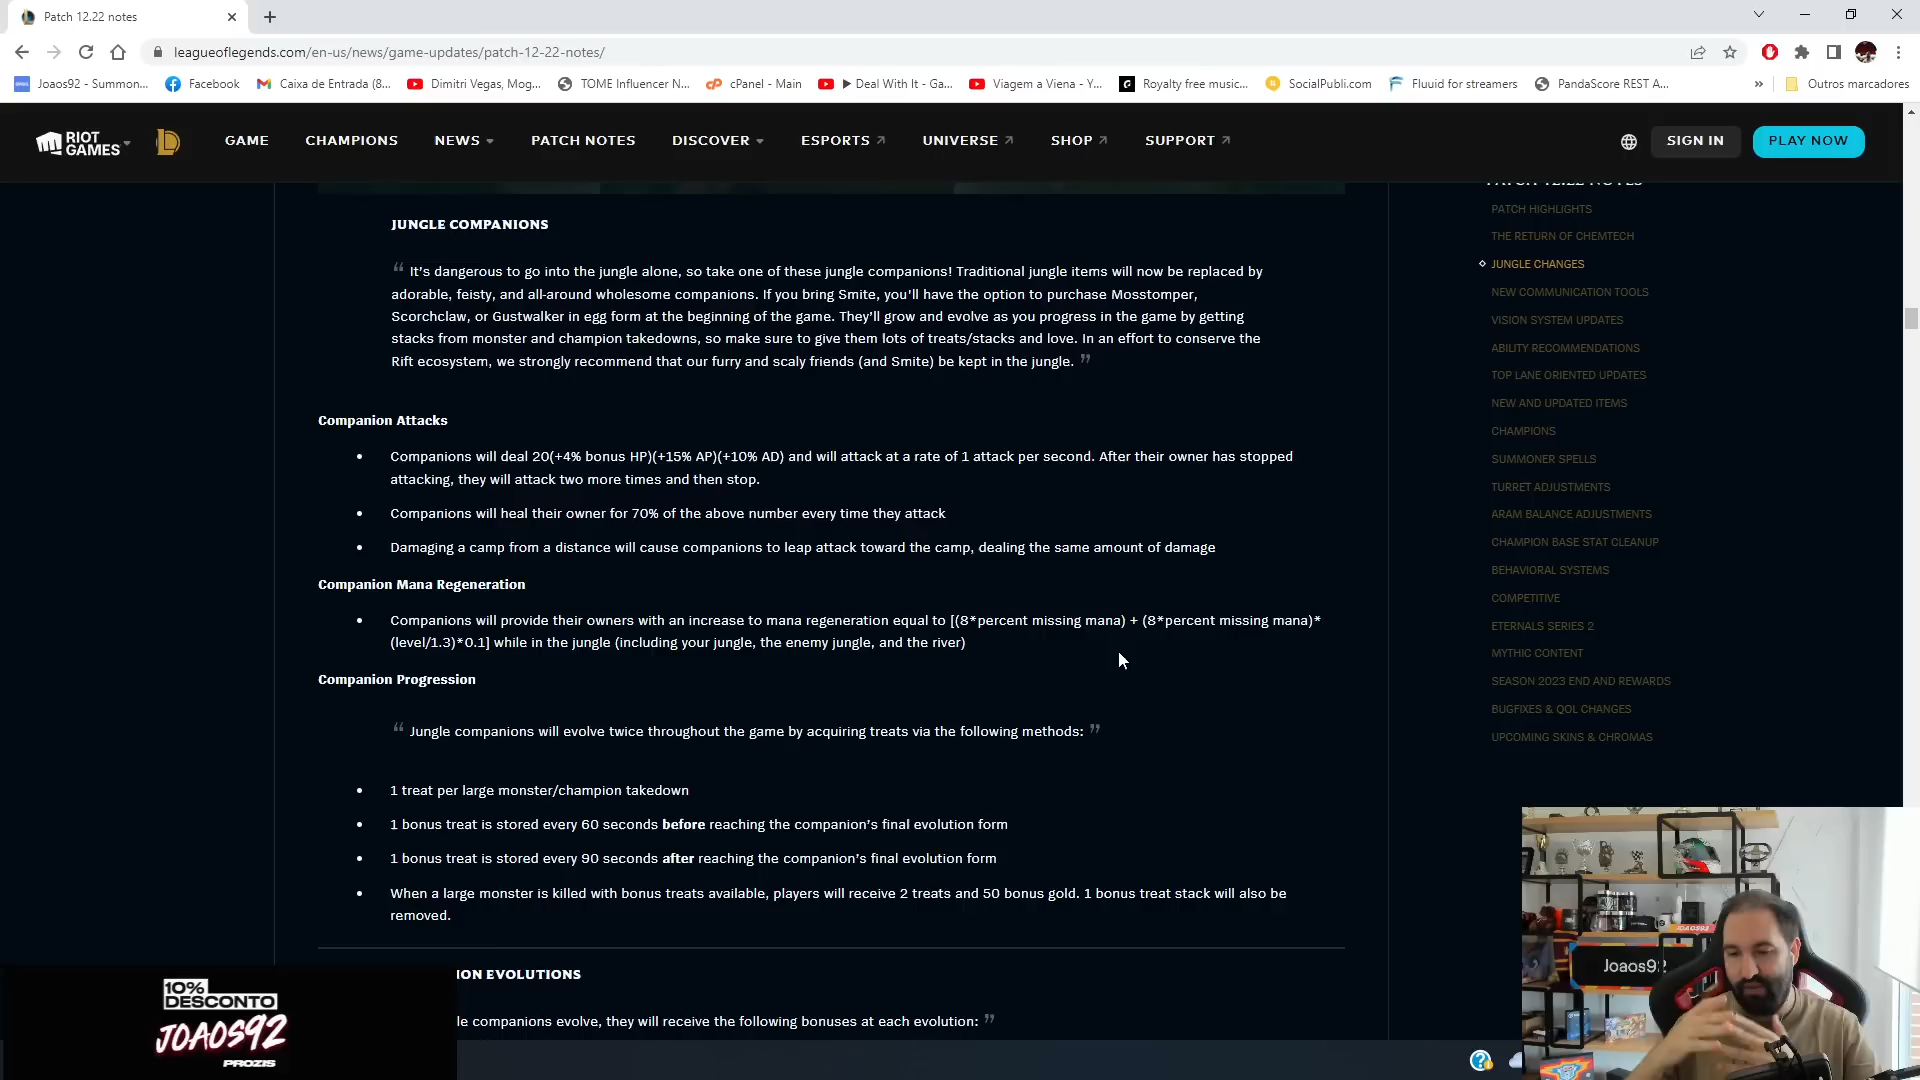 Patch 12.22 notes
leagueoflegends.com/en-us/news/game-updates/patch-12-22-notes/
Joaos92 - Summon...
Facebook
Caixa de Entrada (8...
Dimitri Vegas, Mog...
TOME Influencer N...
cPanel - Main
▶ Deal With It - Ga...
Viagem a Viena - Y...
Royalty free music...
SocialPubli.com
Fluuid for streamers
PandaScore REST A...
»
Outros marcadores
RIOT GAMES
GAME
CHAMPIONS
NEWS
PATCH NOTES
DISCOVER
ESPORTS
UNIVERSE
SHOP
SUPPORT
SIGN IN
PLAY NOW
JUNGLE COMPANIONS
“ It's dangerous to go into the jungle alone, so take one of these jungle companions! Traditional jungle items will now be replaced by
adorable, feisty, and all-around wholesome companions. If you bring Smite, you'll have the option to purchase Mosstomper,
Scorchclaw, or Gustwalker in egg form at the beginning of the game. They'll grow and evolve as you progress in the game by getting
stacks from monster and champion takedowns, so make sure to give them lots of treats/stacks and love. In an effort to conserve the
Rift ecosystem, we strongly recommend that our furry and scaly friends (and Smite) be kept in the jungle. ”
Companion Attacks
• Companions will deal 20(+4% bonus HP)(+15% AP)(+10% AD) and will attack at a rate of 1 attack per second. After their owner has stopped
attacking, they will attack two more times and then stop.
• Companions will heal their owner for 70% of the above number every time they attack
• Damaging a camp from a distance will cause companions to leap attack toward the camp, dealing the same amount of damage
Companion Mana Regeneration
• Companions will provide their owners with an increase to mana regeneration equal to [(8*percent missing mana) + (8*percent missing mana)*
(level/1.3)*0.1] while in the jungle (including your jungle, the enemy jungle, and the river)
Companion Progression
“ Jungle companions will evolve twice throughout the game by acquiring treats via the following methods: ”
• 1 treat per large monster/champion takedown
• 1 bonus treat is stored every 60 seconds before reaching the companion's final evolution form
• 1 bonus treat is stored every 90 seconds after reaching the companion's final evolution form
• When a large monster is killed with bonus treats available, players will receive 2 treats and 50 bonus gold. 1 bonus treat stack will also be
removed.
ION EVOLUTIONS
le companions evolve, they will receive the following bonuses at each evolution: ”
PATCH 12.22 NOTES
PATCH HIGHLIGHTS
THE RETURN OF CHEMTECH
JUNGLE CHANGES
NEW COMMUNICATION TOOLS
VISION SYSTEM UPDATES
ABILITY RECOMMENDATIONS
TOP LANE ORIENTED UPDATES
NEW AND UPDATED ITEMS
CHAMPIONS
SUMMONER SPELLS
TURRET ADJUSTMENTS
ARAM BALANCE ADJUSTMENTS
CHAMPION BASE STAT CLEANUP
BEHAVIORAL SYSTEMS
COMPETITIVE
ETERNALS SERIES 2
MYTHIC CONTENT
SEASON 2023 END AND REWARDS
BUGFIXES & QOL CHANGES
UPCOMING SKINS & CHROMAS
10%
DESCONTO
JOAOS92
PROZIS
JOAOS92
Joaos92